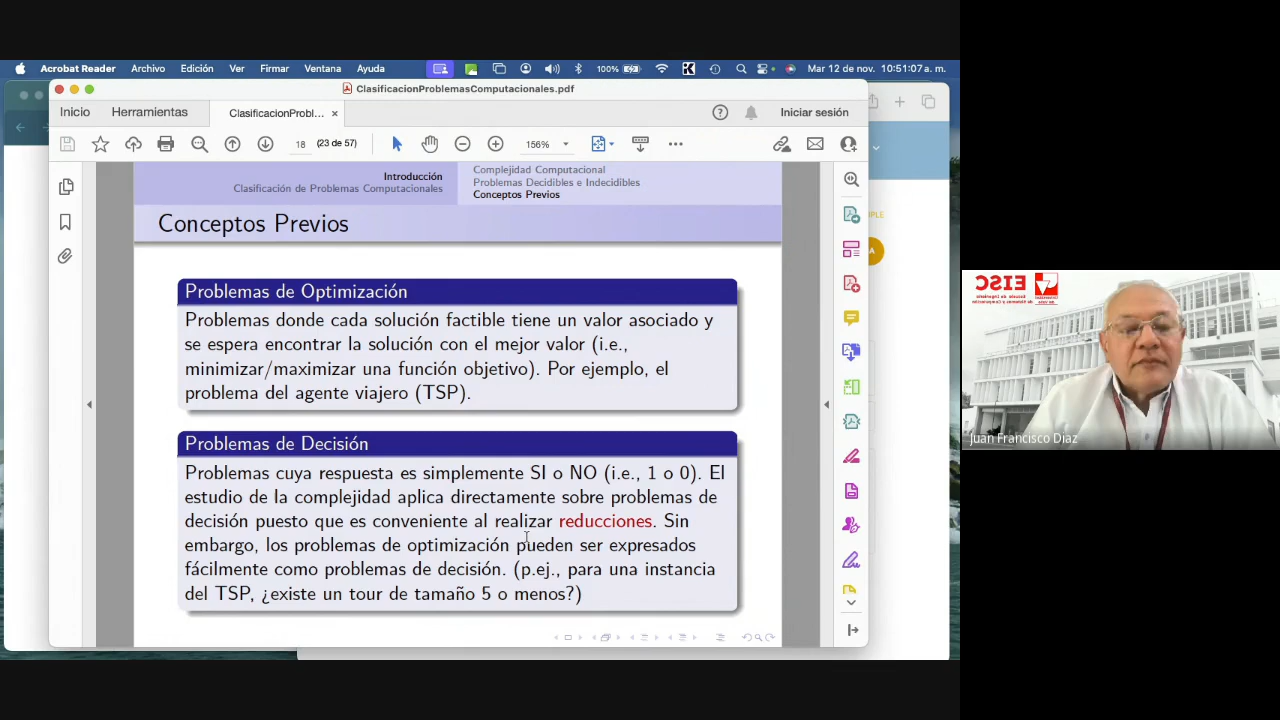 Acrobat Reader Archivo Edición Ver Firmar Ventana Ayuda 100% Mar 12 de nov. 10:51:07 a. m.
ClasificacionProblemasComputacionales.pdf
Inicio Herramientas ClasificacionProbl... × Iniciar sesión
18 (23 de 57) 156%
Introducción
Clasificación de Problemas Computacionales
Complejidad Computacional
Problemas Decidibles e Indecidibles
Conceptos Previos
Conceptos Previos
Problemas de Optimización
Problemas donde cada solución factible tiene un valor asociado y
se espera encontrar la solución con el mejor valor (i.e.,
minimizar/maximizar una función objetivo). Por ejemplo, el
problema del agente viajero (TSP).
Problemas de Decisión
Problemas cuya respuesta es simplemente SI o NO (i.e., 1 o 0). El
estudio de la complejidad aplica directamente sobre problemas de
decisión puesto que es conveniente al realizar reducciones. Sin
embargo, los problemas de optimización pueden ser expresados
fácilmente como problemas de decisión. (p.ej., para una instancia
del TSP, ¿existe un tour de tamaño 5 o menos?)
EISC
Juan Francisco Diaz